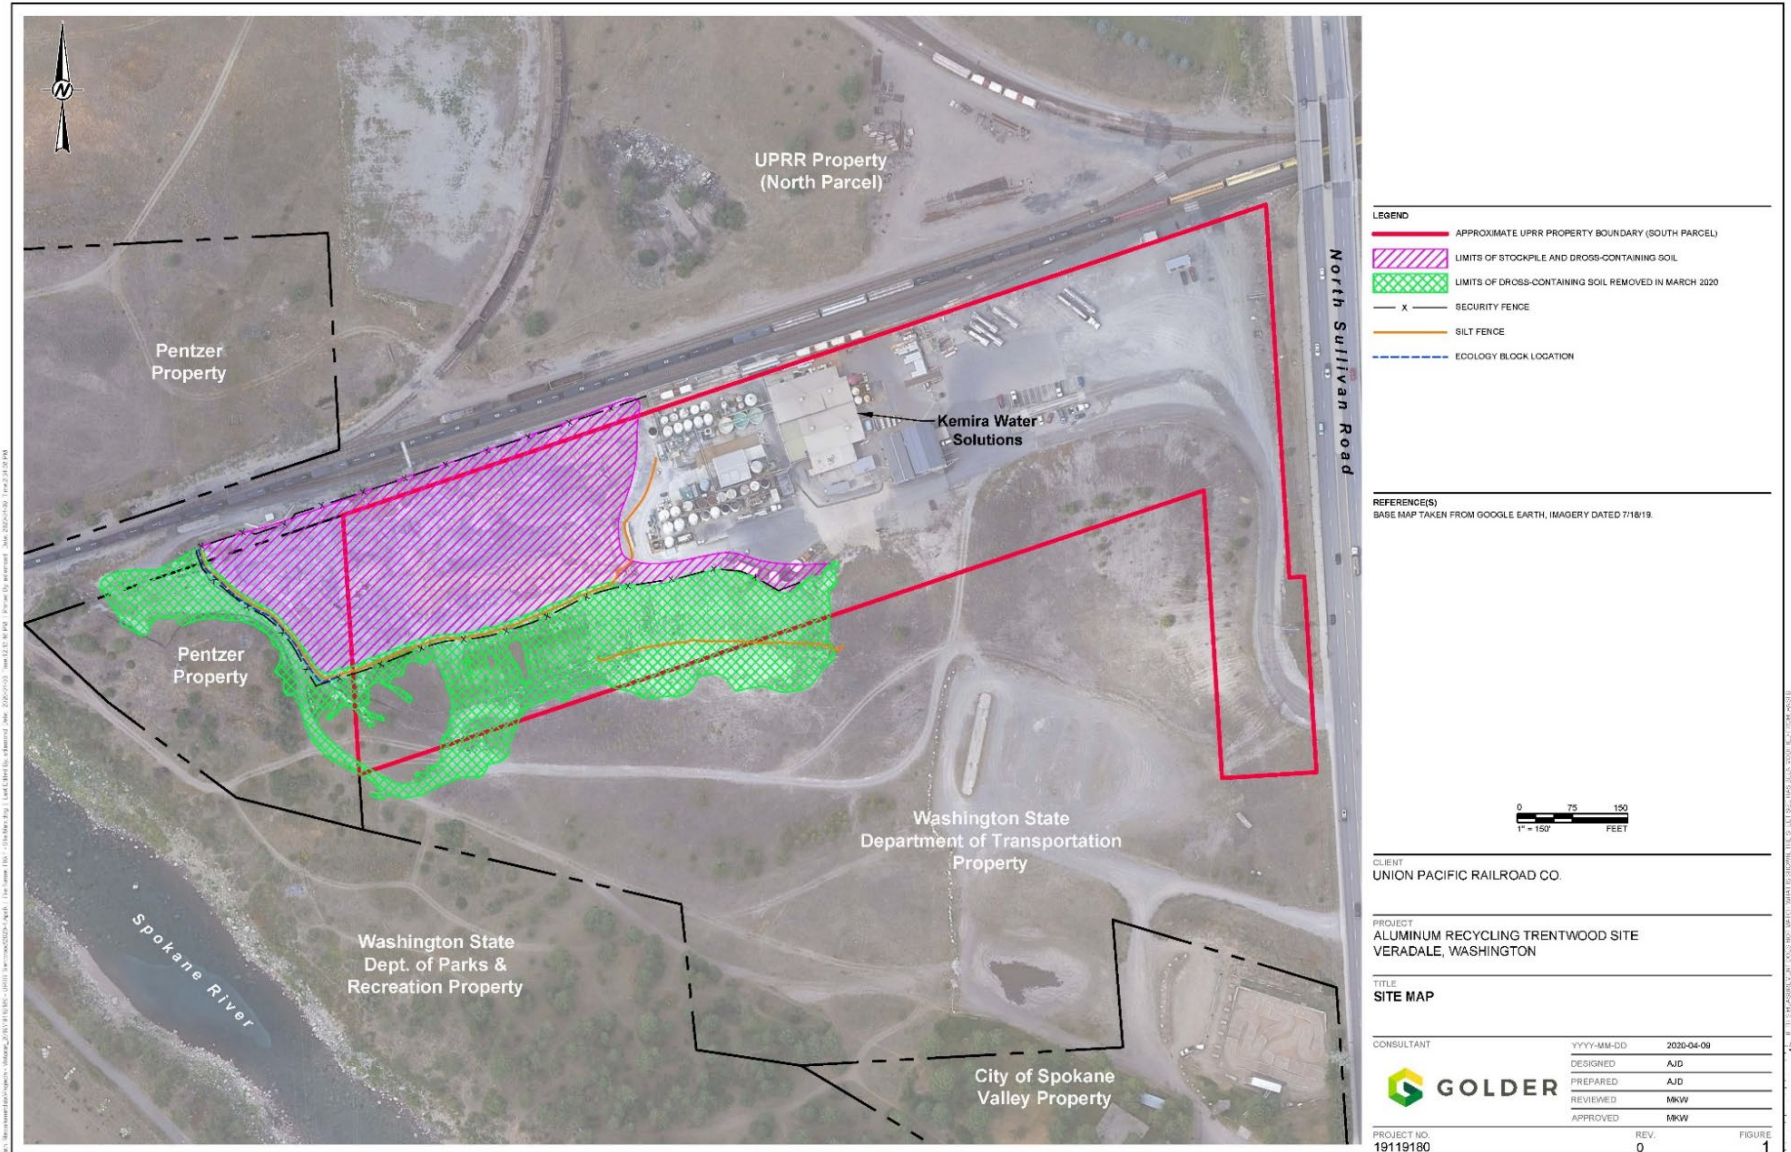 N
UPRR Property
(North Parcel)
North Sullivan Road
Pentzer
Property
Kemira Water
Solutions
Pentzer
Property
Washington State
Department of Transportation
Property
Spokane River
Washington State
Dept. of Parks &
Recreation Property
City of Spokane
Valley Property
LEGEND
APPROXIMATE UPRR PROPERTY BOUNDARY (SOUTH PARCEL)
LIMITS OF STOCKPILE AND DROSS-CONTAINING SOIL
LIMITS OF DROSS-CONTAINING SOIL REMOVED IN MARCH 2020
X SECURITY FENCE
SILT FENCE
ECOLOGY BLOCK LOCATION
REFERENCE(S)
BASE MAP TAKEN FROM GOOGLE EARTH, IMAGERY DATED 7/18/19.
0 75 150
1" = 150' FEET
CLIENT
UNION PACIFIC RAILROAD CO.
PROJECT
ALUMINUM RECYCLING TRENTWOOD SITE
VERADALE, WASHINGTON
TITLE
SITE MAP
CONSULTANT
GOLDER
YYYY-MM-DD 2020-04-09
DESIGNED AJD
PREPARED AJD
REVIEWED MKW
APPROVED MKW
PROJECT NO. REV. FIGURE
19119180 0 1